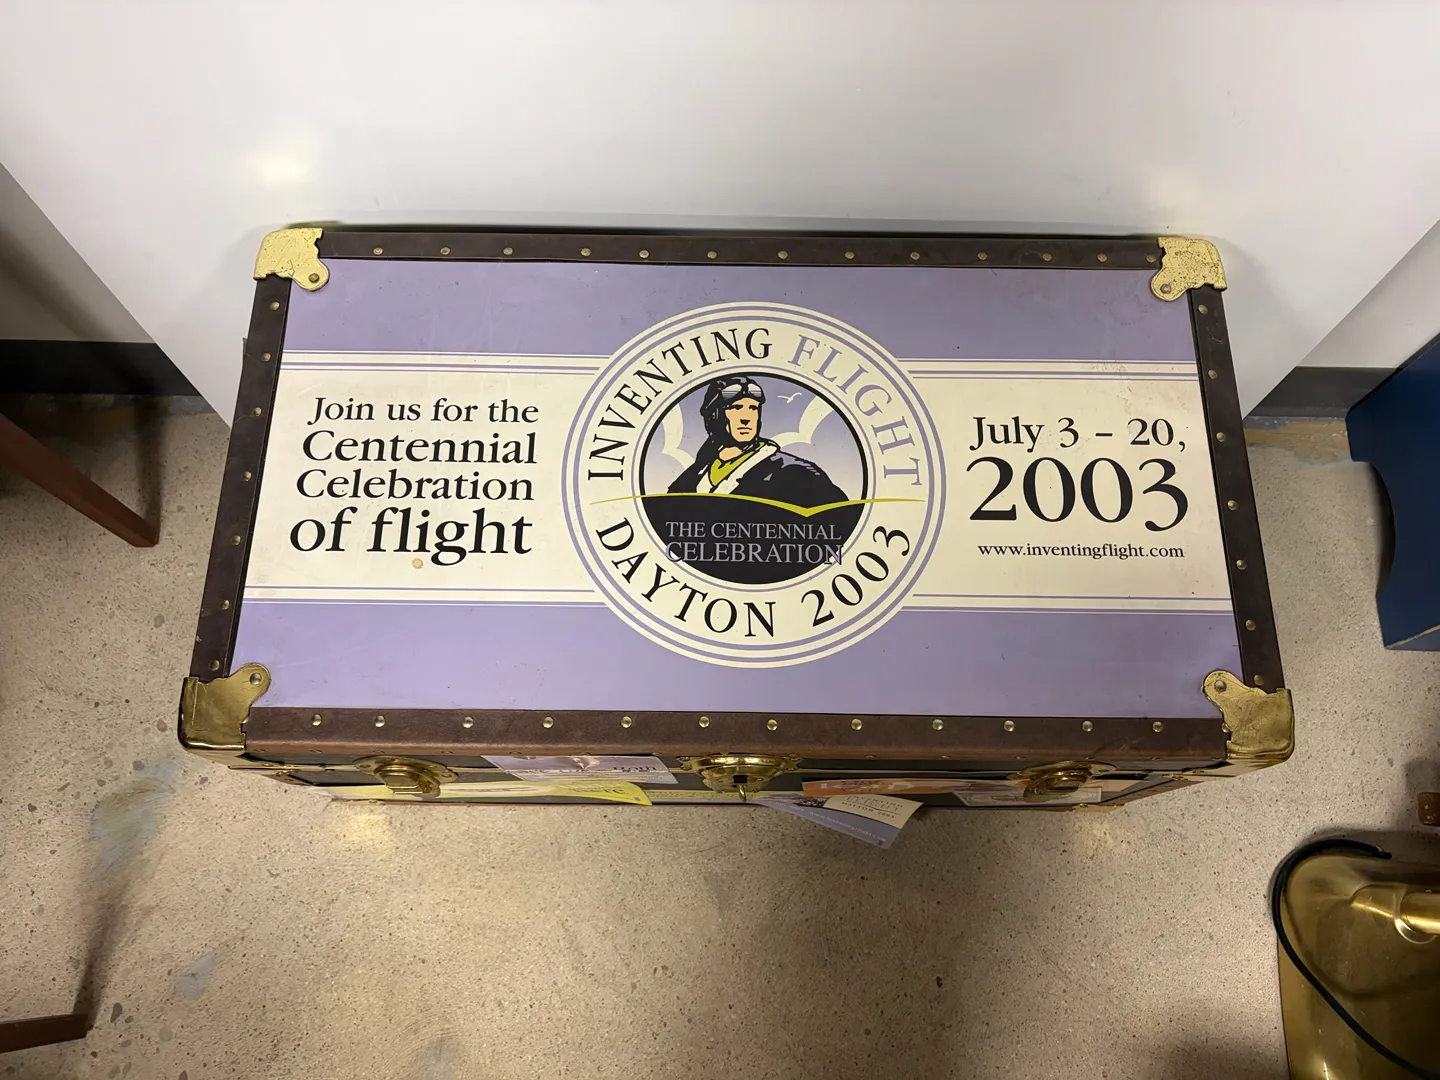 Join us for the
Centennial
Celebration
of flight
INVENTING FLIGHT
THE CENTENNIAL
CELEBRATION
DAYTON 2003
July 3 - 20,
2003
www.inventingflight.com